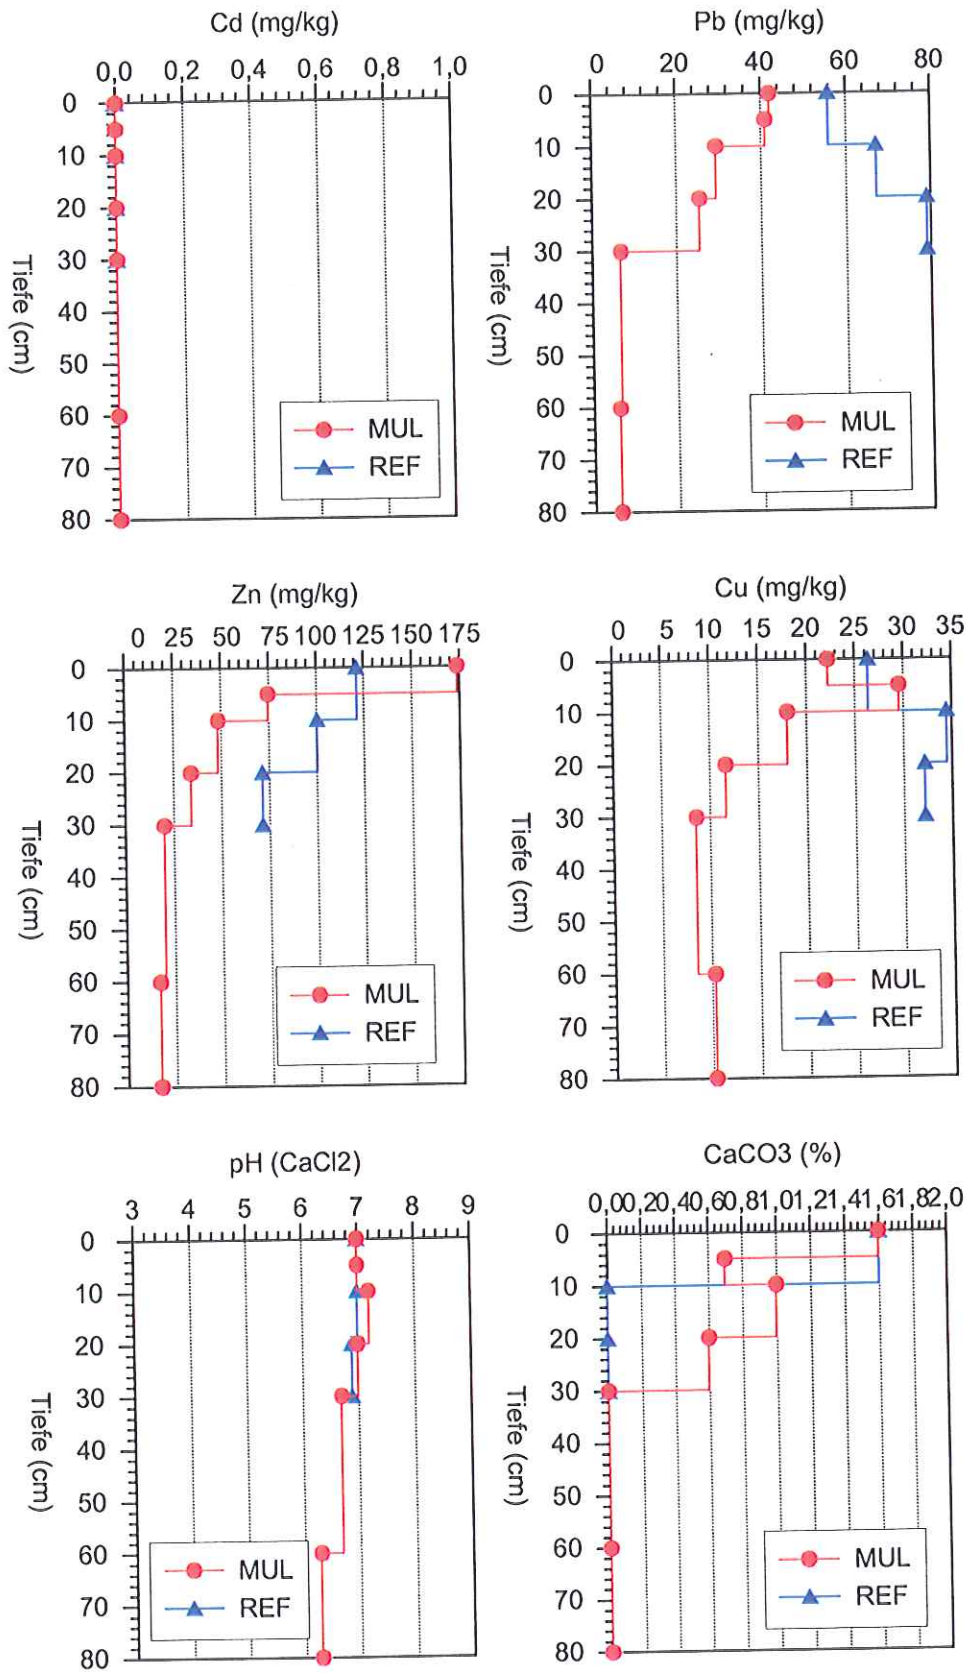 Cd (mg/kg)
0,0 0,2 0,4 0,6 0,8 1,0
0
10
20
30
40
50
60
70
80
Tiefe (cm)
MUL
REF
Pb (mg/kg)
0 20 40 60 80
0
10
20
30
40
50
60
70
80
Tiefe (cm)
MUL
REF
Zn (mg/kg)
0 25 50 75 100 125 150 175
0
10
20
30
40
50
60
70
80
Tiefe (cm)
MUL
REF
Cu (mg/kg)
0 5 10 15 20 25 30 35
0
10
20
30
40
50
60
70
80
Tiefe (cm)
MUL
REF
pH (CaCl2)
3 4 5 6 7 8 9
0
10
20
30
40
50
60
70
80
Tiefe (cm)
MUL
REF
CaCO3 (%)
0,00,20,40,60,81,01,21,41,61,82,0
0
10
20
30
40
50
60
70
80
Tiefe (cm)
MUL
REF